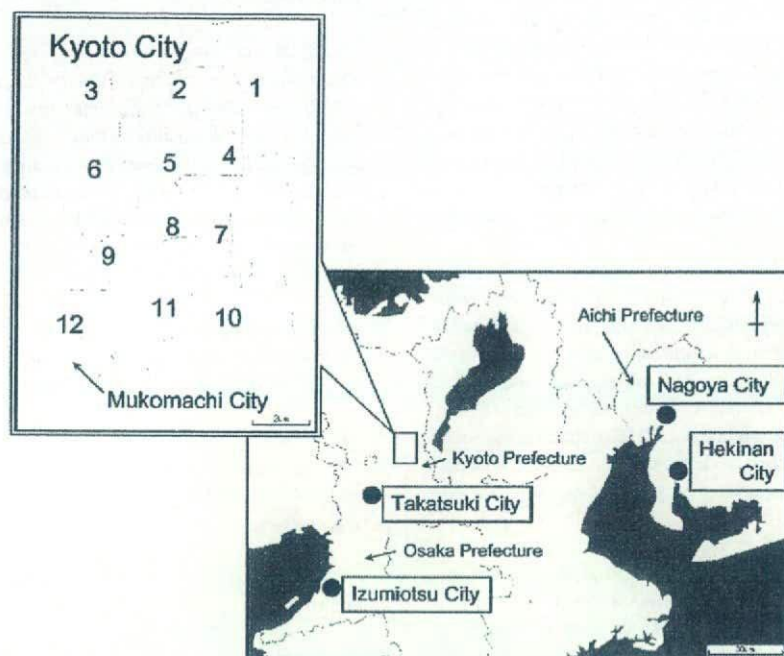 Kyoto City
3 2 1
6 5 4
9 8 7
12 11 10
Mukomachi City
Aichi Prefecture
Nagoya City
Kyoto Prefecture
Hekinan
City
Takatsuki City
Osaka Prefecture
Izumiotsu City